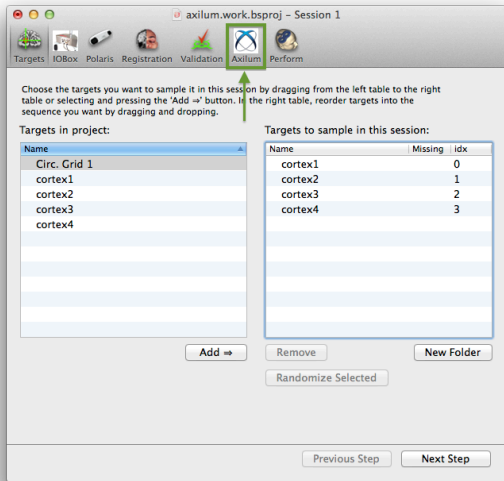 axilum.work.bsproj – Session 1
Targets IOBox Polaris Registration Validation Axilum Perform
Choose the targets you want to sample it in this session by dragging from the left table to the right
table or selecting and pressing the 'Add ⇒' button. In the right table, reorder targets into the
sequence you want by dragging and dropping.
Targets in project: Targets to sample in this session:
Name Name Missing idx
Circ. Grid 1 cortex1 0
cortex1 cortex2 1
cortex2 cortex3 2
cortex3 cortex4 3
cortex4
Add ⇒ Remove New Folder
Randomize Selected
Previous Step Next Step